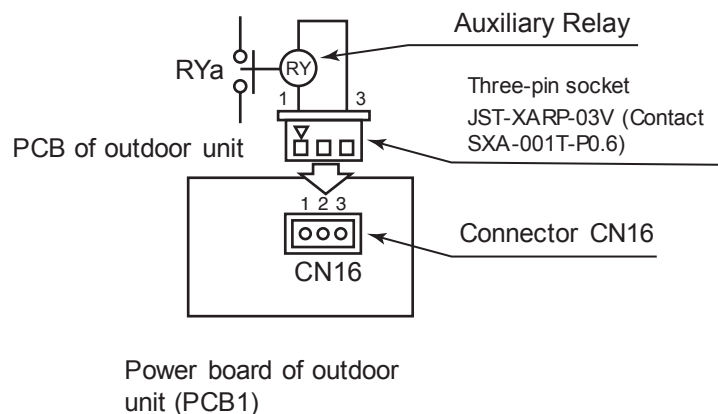 Auxiliary Relay
RYa
RY
1 3
Three-pin socket
JST-XARP-03V (Contact
SXA-001T-P0.6)
PCB of outdoor unit
1 2 3
Connector CN16
CN16
Power board of outdoor
unit (PCB1)